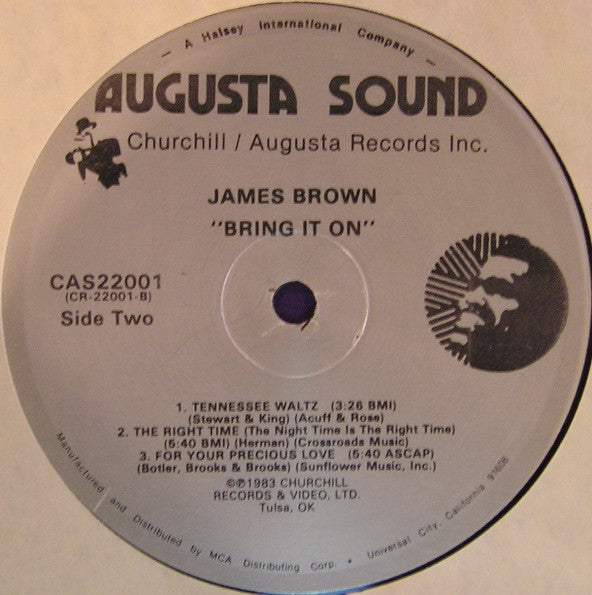 — A Halsey International Company —
AUGUSTA SOUND
Churchill / Augusta Records Inc.
JAMES BROWN
"BRING IT ON"
CAS22001
(CR-22001-B)
Side Two
1. TENNESSEE WALTZ (3:26 BMI)
(Stewart & King) (Acuff & Rose)
2. THE RIGHT TIME (The Night Time Is The Right Time)
(5:40 BMI) (Herman) (Crossroads Music)
3. FOR YOUR PRECIOUS LOVE (5:40 ASCAP)
(Botler, Brooks & Brooks) (Sunflower Music, Inc.)
©℗1983 CHURCHILL
RECORDS & VIDEO, LTD.
Tulsa, OK
Manufactured and Distributed by MCA Distributing Corp. • Universal City, California 91608